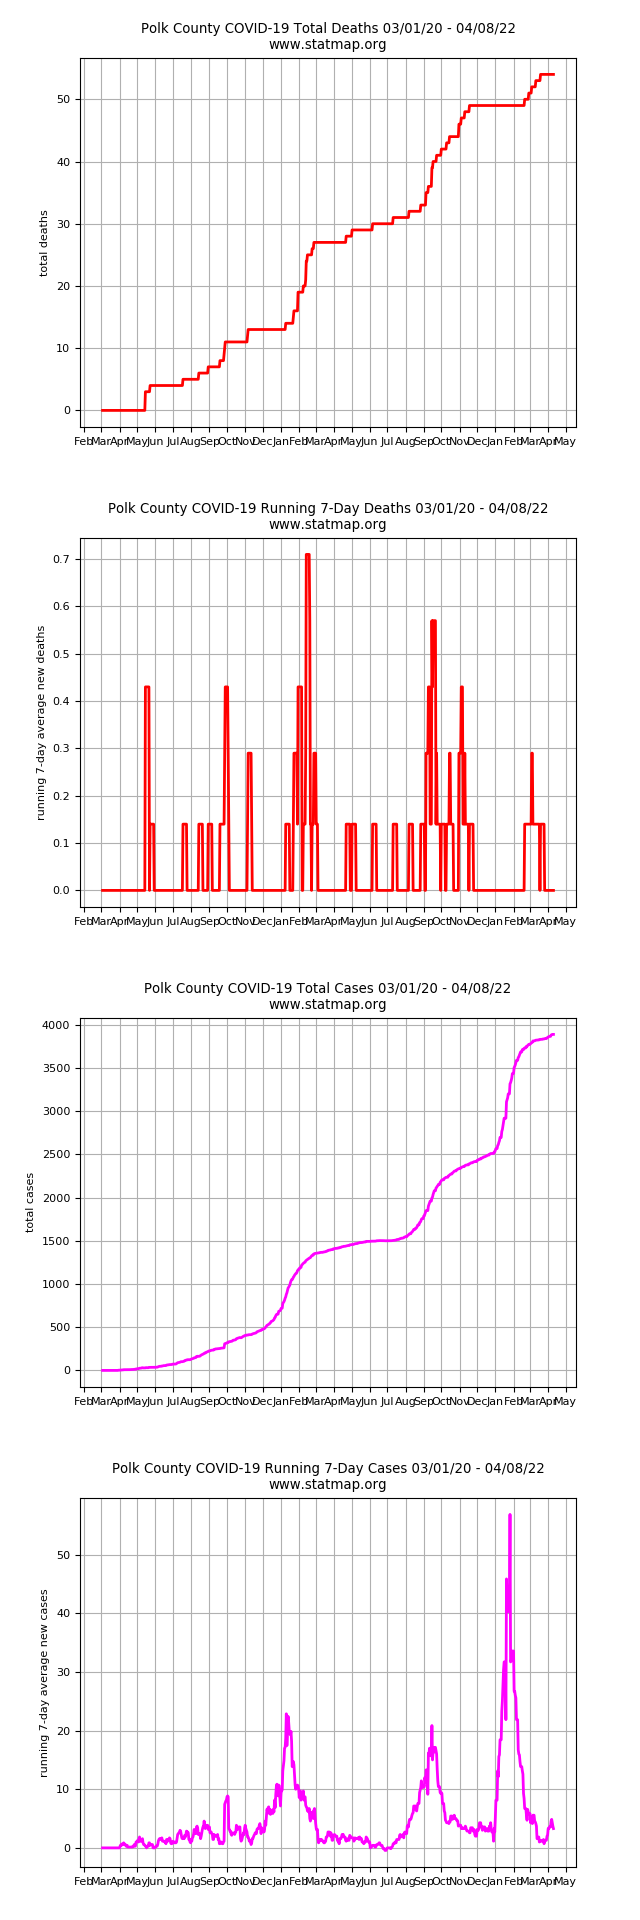 Polk County COVID-19 Total Deaths 03/01/20 - 04/08/22
www.statmap.org
total deaths
50
40
30
20
10
0
Feb Mar Apr May Jun Jul Aug Sep Oct Nov Dec Jan Feb Mar Apr May Jun Jul Aug Sep Oct Nov Dec Jan Feb Mar Apr May
Polk County COVID-19 Running 7-Day Deaths 03/01/20 - 04/08/22
www.statmap.org
running 7-day average new deaths
0.7
0.6
0.5
0.4
0.3
0.2
0.1
0.0
Feb Mar Apr May Jun Jul Aug Sep Oct Nov Dec Jan Feb Mar Apr May Jun Jul Aug Sep Oct Nov Dec Jan Feb Mar Apr May
Polk County COVID-19 Total Cases 03/01/20 - 04/08/22
www.statmap.org
total cases
4000
3500
3000
2500
2000
1500
1000
500
0
Feb Mar Apr May Jun Jul Aug Sep Oct Nov Dec Jan Feb Mar Apr May Jun Jul Aug Sep Oct Nov Dec Jan Feb Mar Apr May
Polk County COVID-19 Running 7-Day Cases 03/01/20 - 04/08/22
www.statmap.org
running 7-day average new cases
50
40
30
20
10
0
Feb Mar Apr May Jun Jul Aug Sep Oct Nov Dec Jan Feb Mar Apr May Jun Jul Aug Sep Oct Nov Dec Jan Feb Mar Apr May